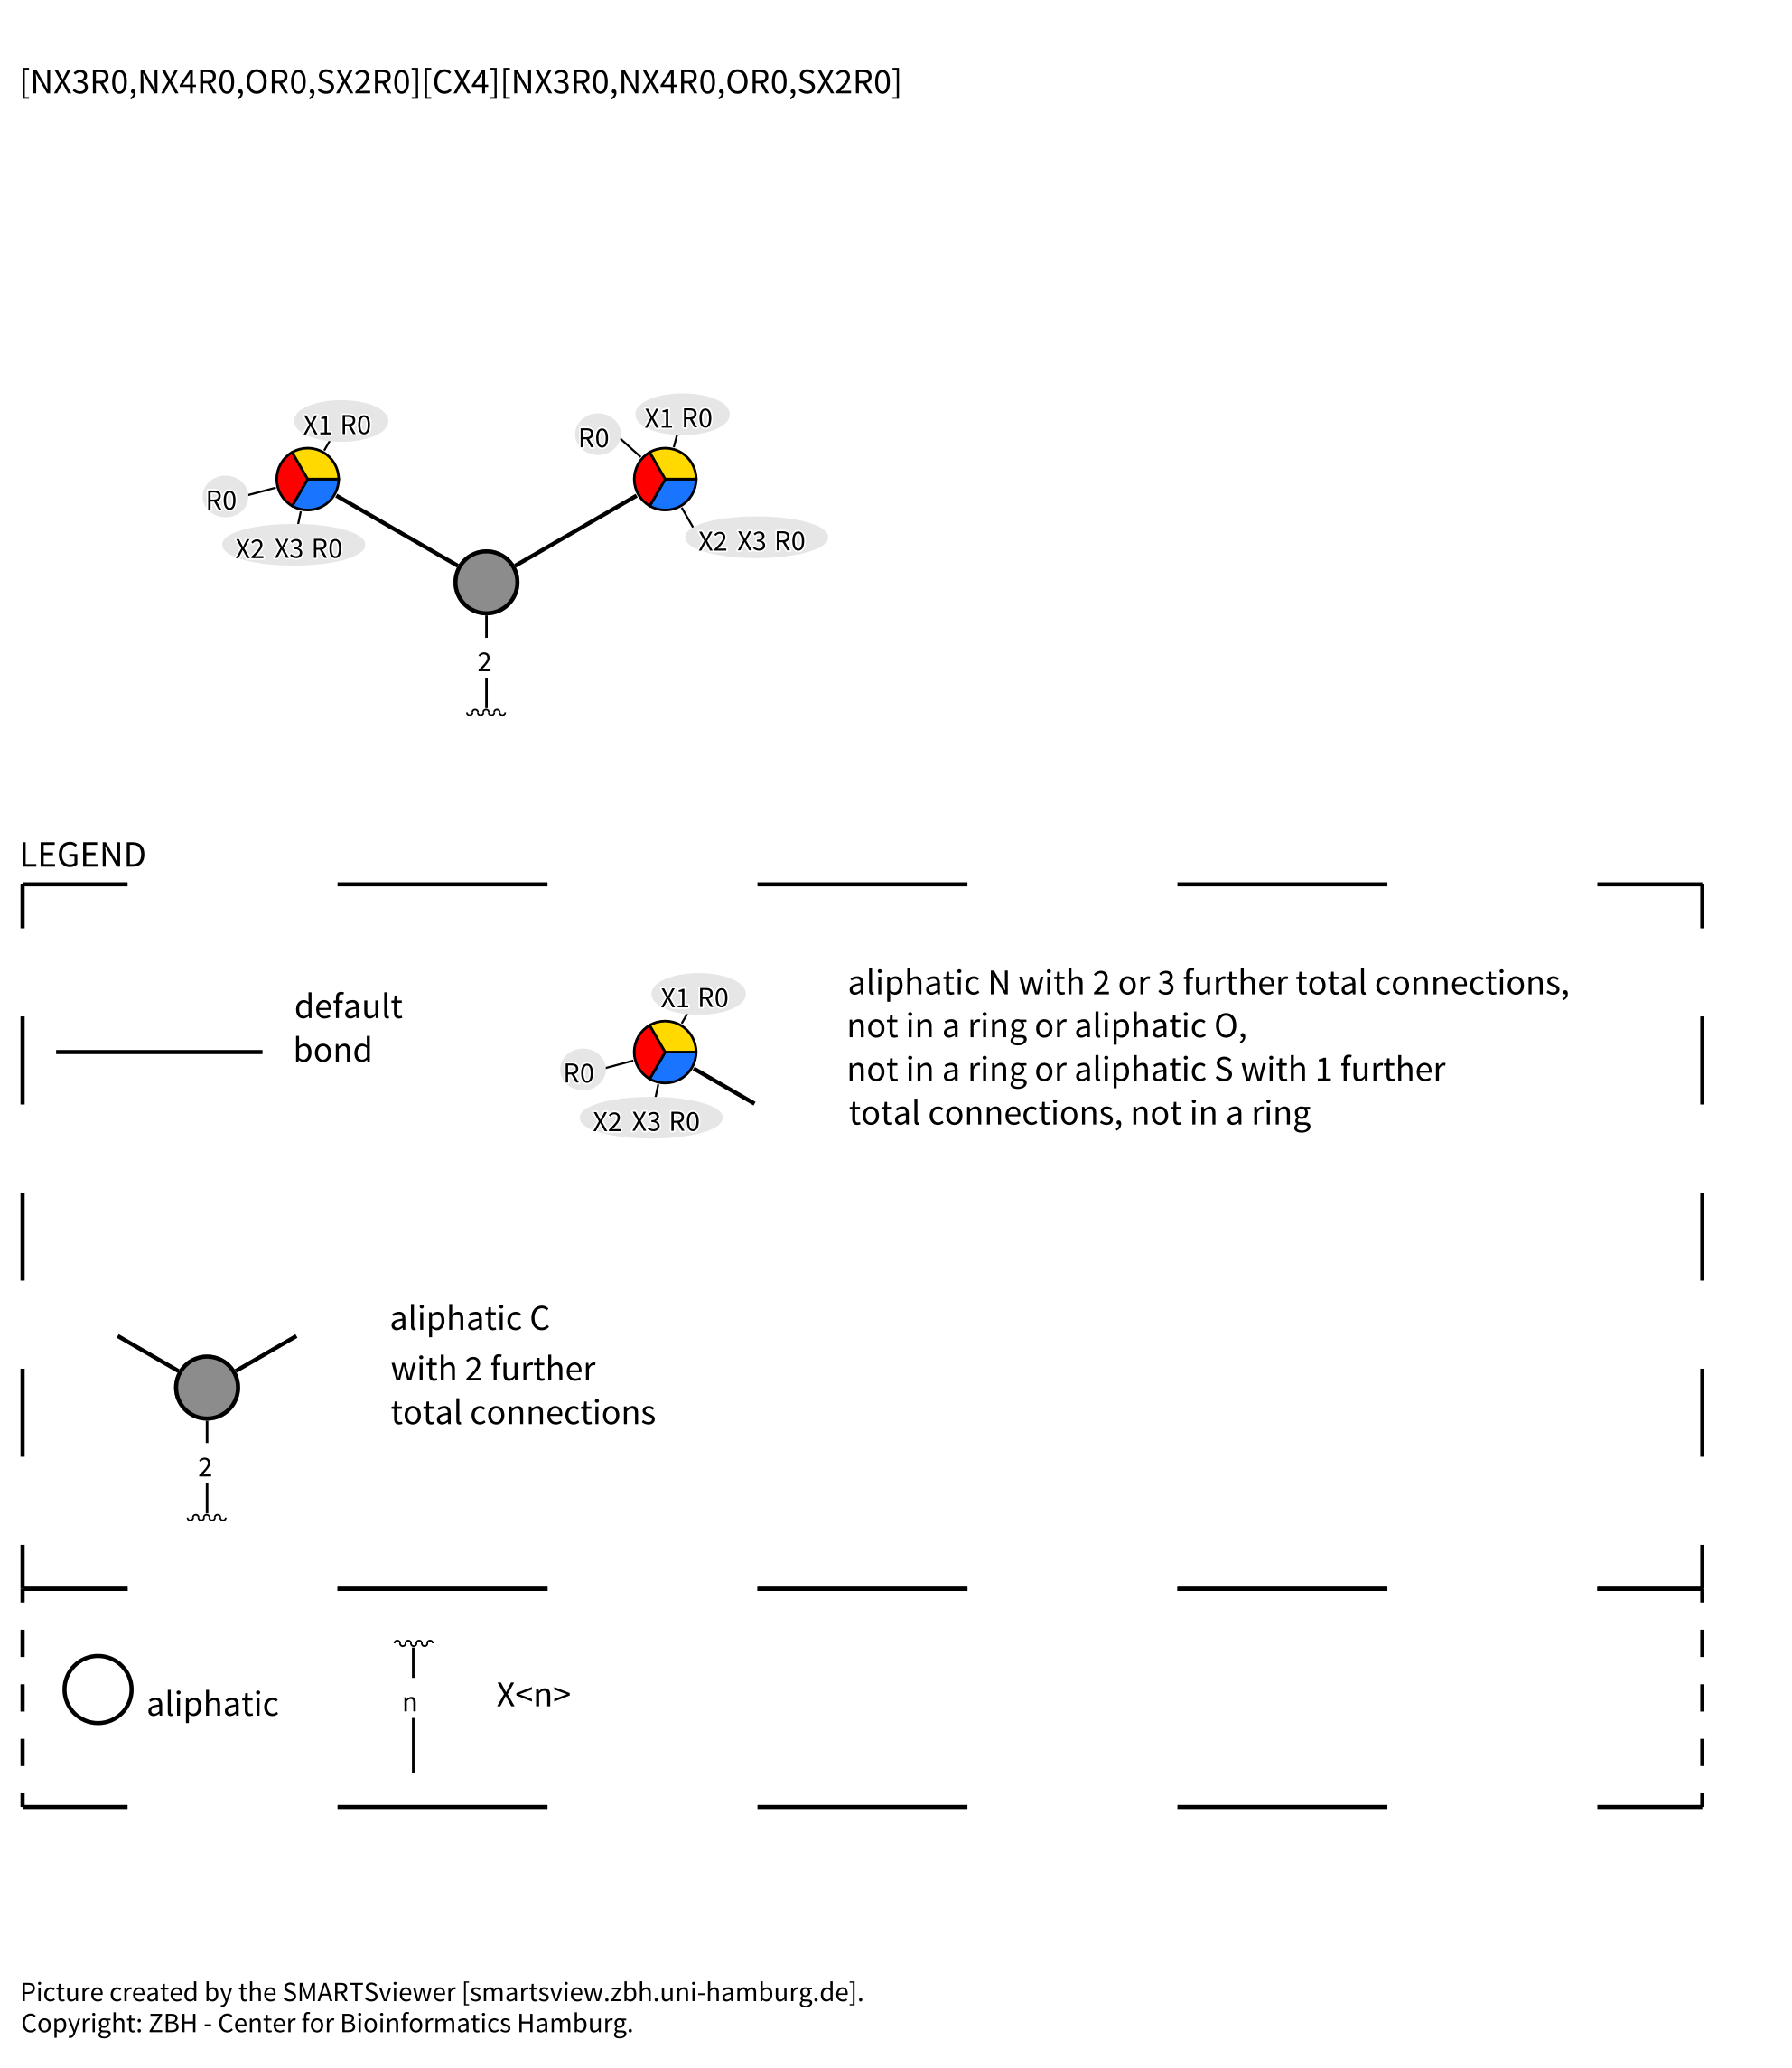 [NX3R0,NX4R0,OR0,SX2R0][CX4][NX3R0,NX4R0,OR0,SX2R0]
X1 R0
R0
X2 X3 R0
R0
X1 R0
X2 X3 R0
2
LEGEND
default
bond
X1 R0
R0
X2 X3 R0
aliphatic N with 2 or 3 further total connections,
not in a ring or aliphatic O,
not in a ring or aliphatic S with 1 further
total connections, not in a ring
2
aliphatic C
with 2 further
total connections
aliphatic
n
X<n>
Picture created by the SMARTSviewer [smartsview.zbh.uni-hamburg.de].
Copyright: ZBH - Center for Bioinformatics Hamburg.